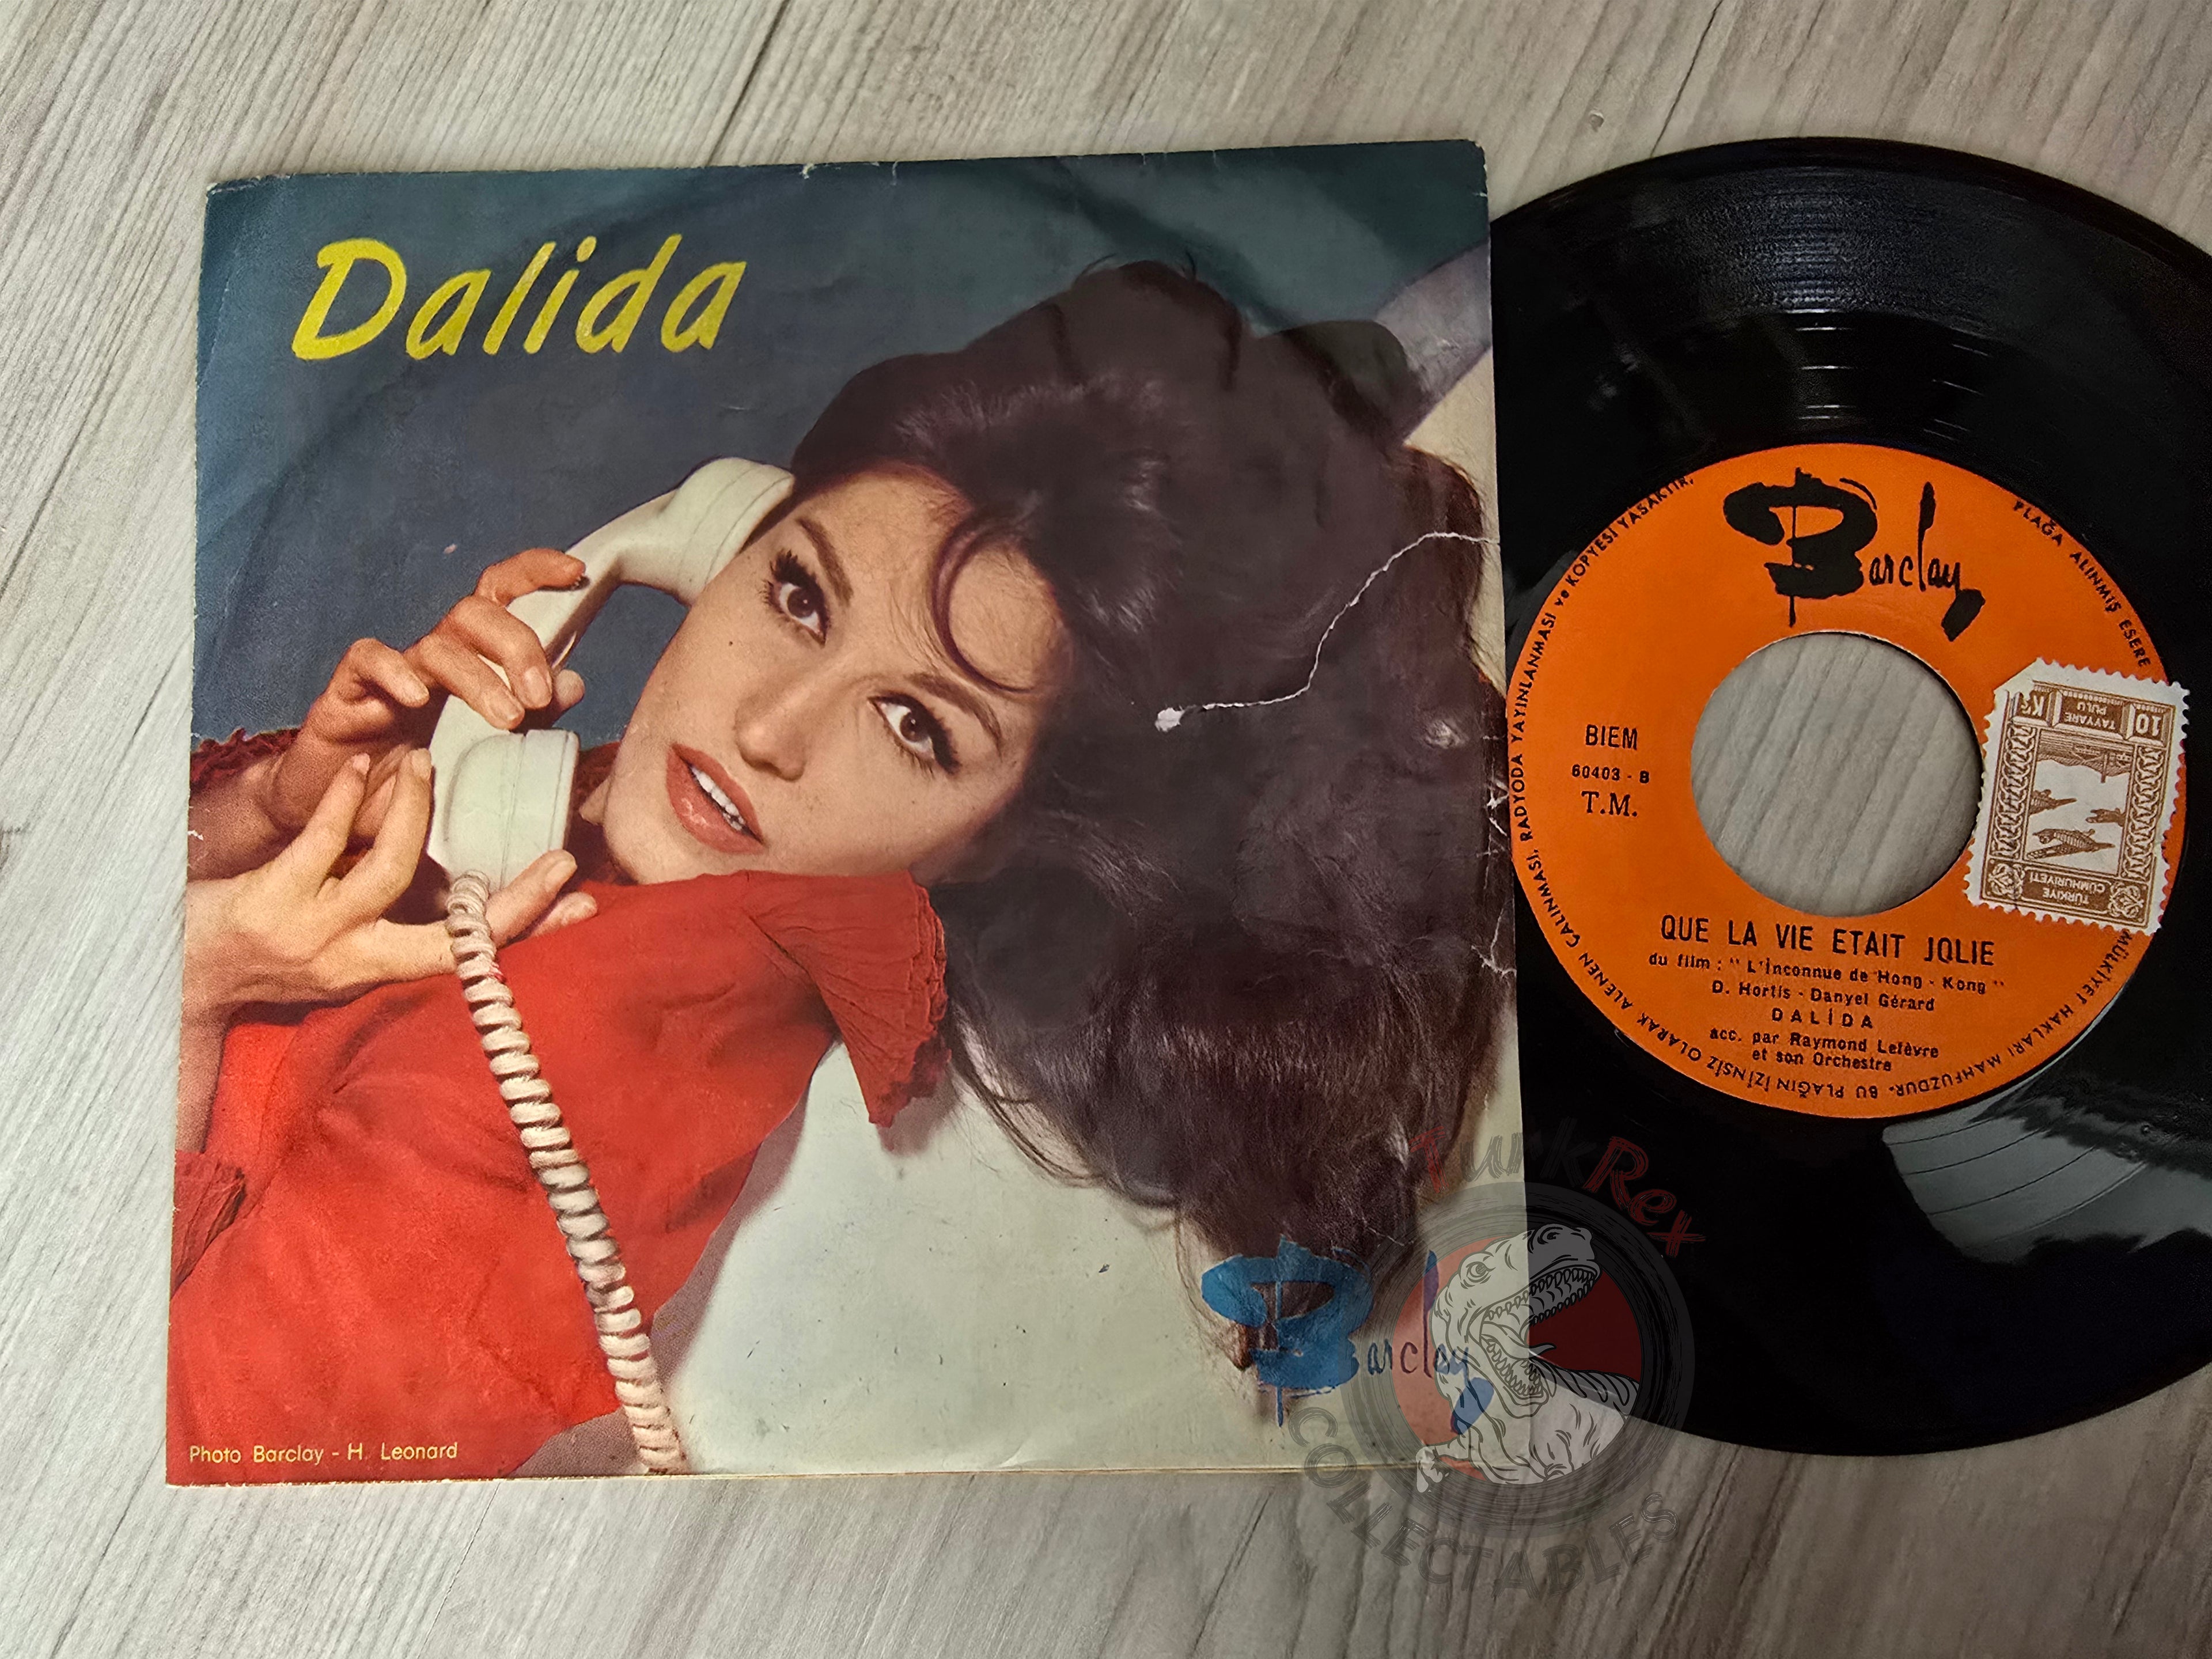 Dalida
Barclay
Photo Barclay - H. Leonard
Barclay
PLAĞA ALINMIŞ ESERE
MÜLKİYET HAKLARI MAHFUZDUR. BU PLAĞIN İZİNSİZ OLARAK ALENEN ÇALINMASI, RADYODA YAYINLANMASI ve KOPYESİ YASAKTIR.
BIEM
60403 - B
T.M.
10
Kş
TAYYARE
PULU
TÜRKİYE
CÜMHURİYETİ
QUE LA VIE ETAIT JOLIE
du film : " L'İnconnue de Hong - Kong "
D. Hortis - Danyel Gérard
DALİDA
acc. par Raymond Lefèvre
et son Orchestre
TurkRex
COLLECTABLES